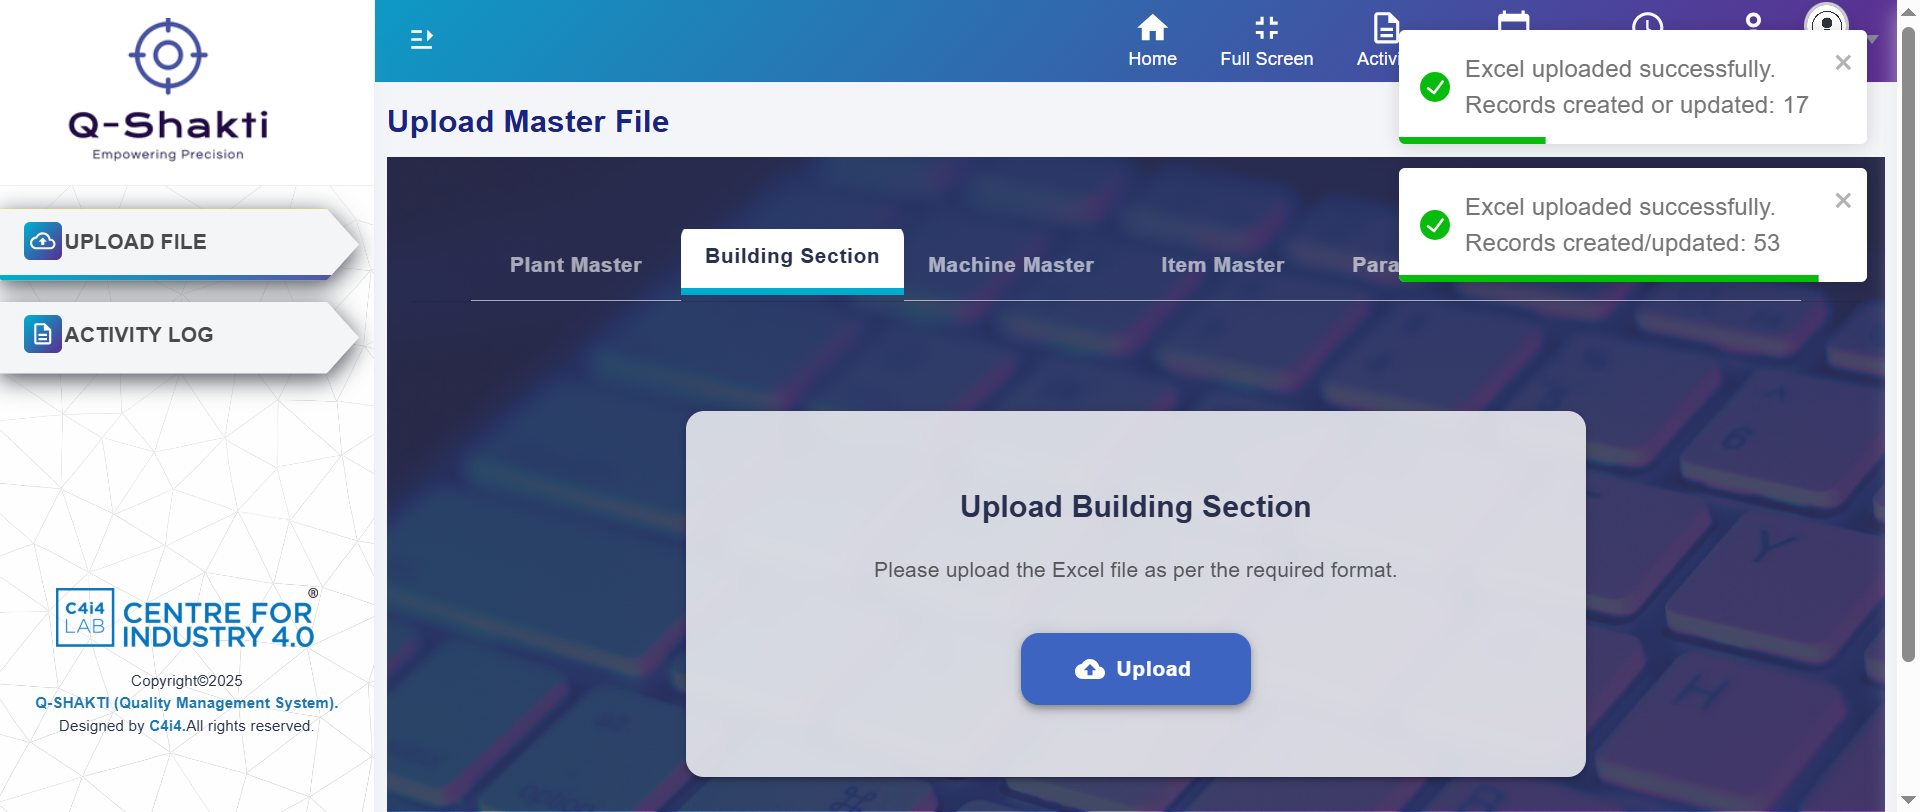 Q-Shakti
Empowering Precision
UPLOAD FILE
ACTIVITY LOG
C4i4
LAB
CENTRE FOR
INDUSTRY 4.0
®
Copyright©2025
Q-SHAKTI (Quality Management System).
Designed by C4i4.All rights reserved.
Home
Full Screen
Activi
Excel uploaded successfully.
Records created or updated: 17
Excel uploaded successfully.
Records created/updated: 53
Upload Master File
Plant Master
Building Section
Machine Master
Item Master
Para
Upload Building Section
Please upload the Excel file as per the required format.
Upload
6
Y
H
option